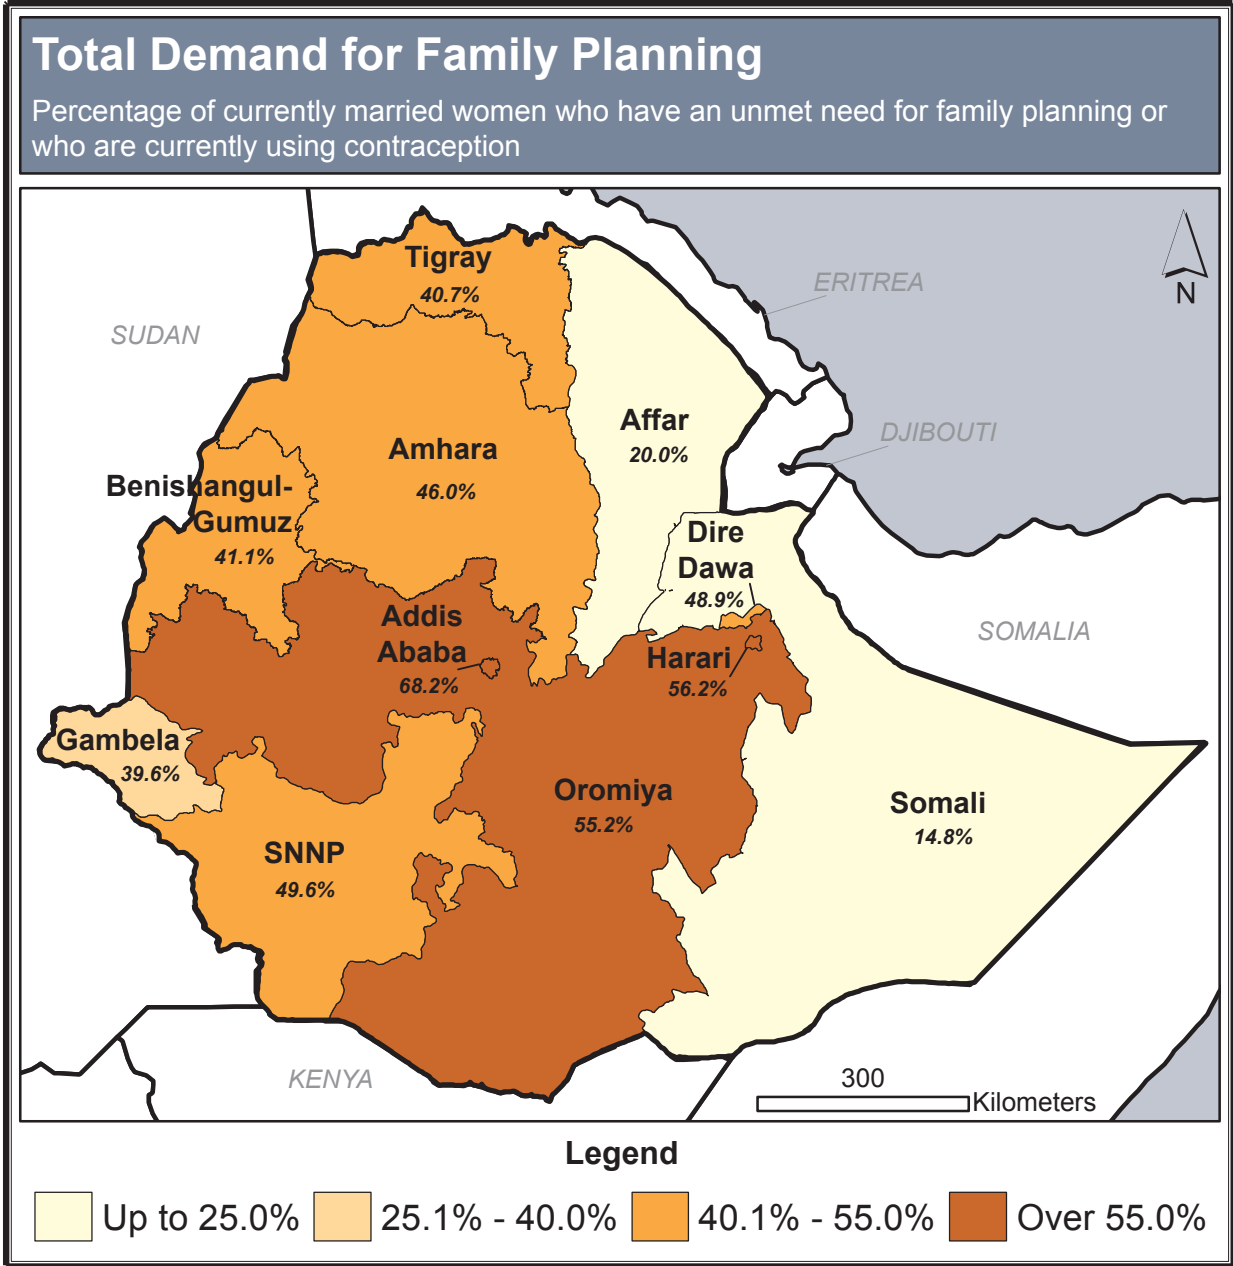 Total Demand for Family Planning
Percentage of currently married women who have an unmet need for family planning or
who are currently using contraception
N
ERITREA
SUDAN
DJIBOUTI
SOMALIA
KENYA
Tigray
40.7%
Affar
20.0%
Amhara
46.0%
Benishangul-
Gumuz
41.1%
Dire
Dawa
48.9%
Addis
Ababa
68.2%
Harari
56.2%
Gambela
39.6%
Oromiya
55.2%
Somali
14.8%
SNNP
49.6%
300
Kilometers
Legend
Up to 25.0%
25.1% - 40.0%
40.1% - 55.0%
Over 55.0%